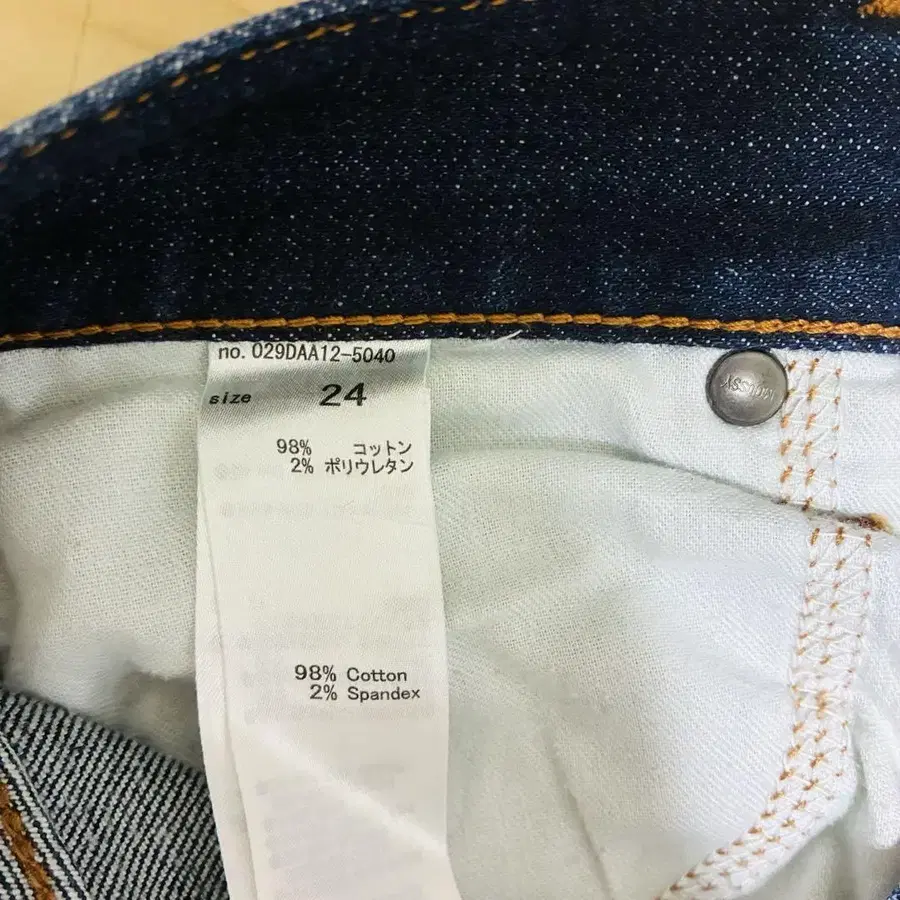 no. 029DAA12-5040
size 24
98% コットン
2% ポリウレタン
98% Cotton
2% Spandex
MOUSSY